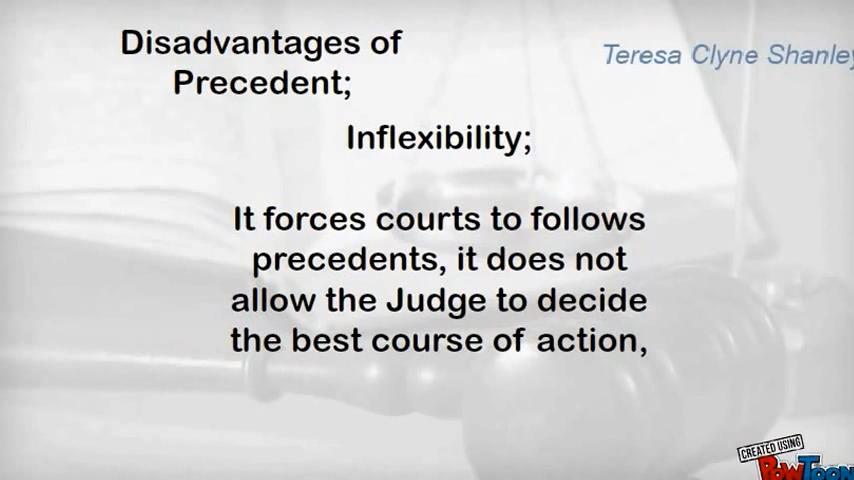 Disadvantages of
Precedent;
Teresa Clyne Shanley
Inflexibility;
It forces courts to follows
precedents, it does not
allow the Judge to decide
the best course of action,
CREATED USING
POWTOON